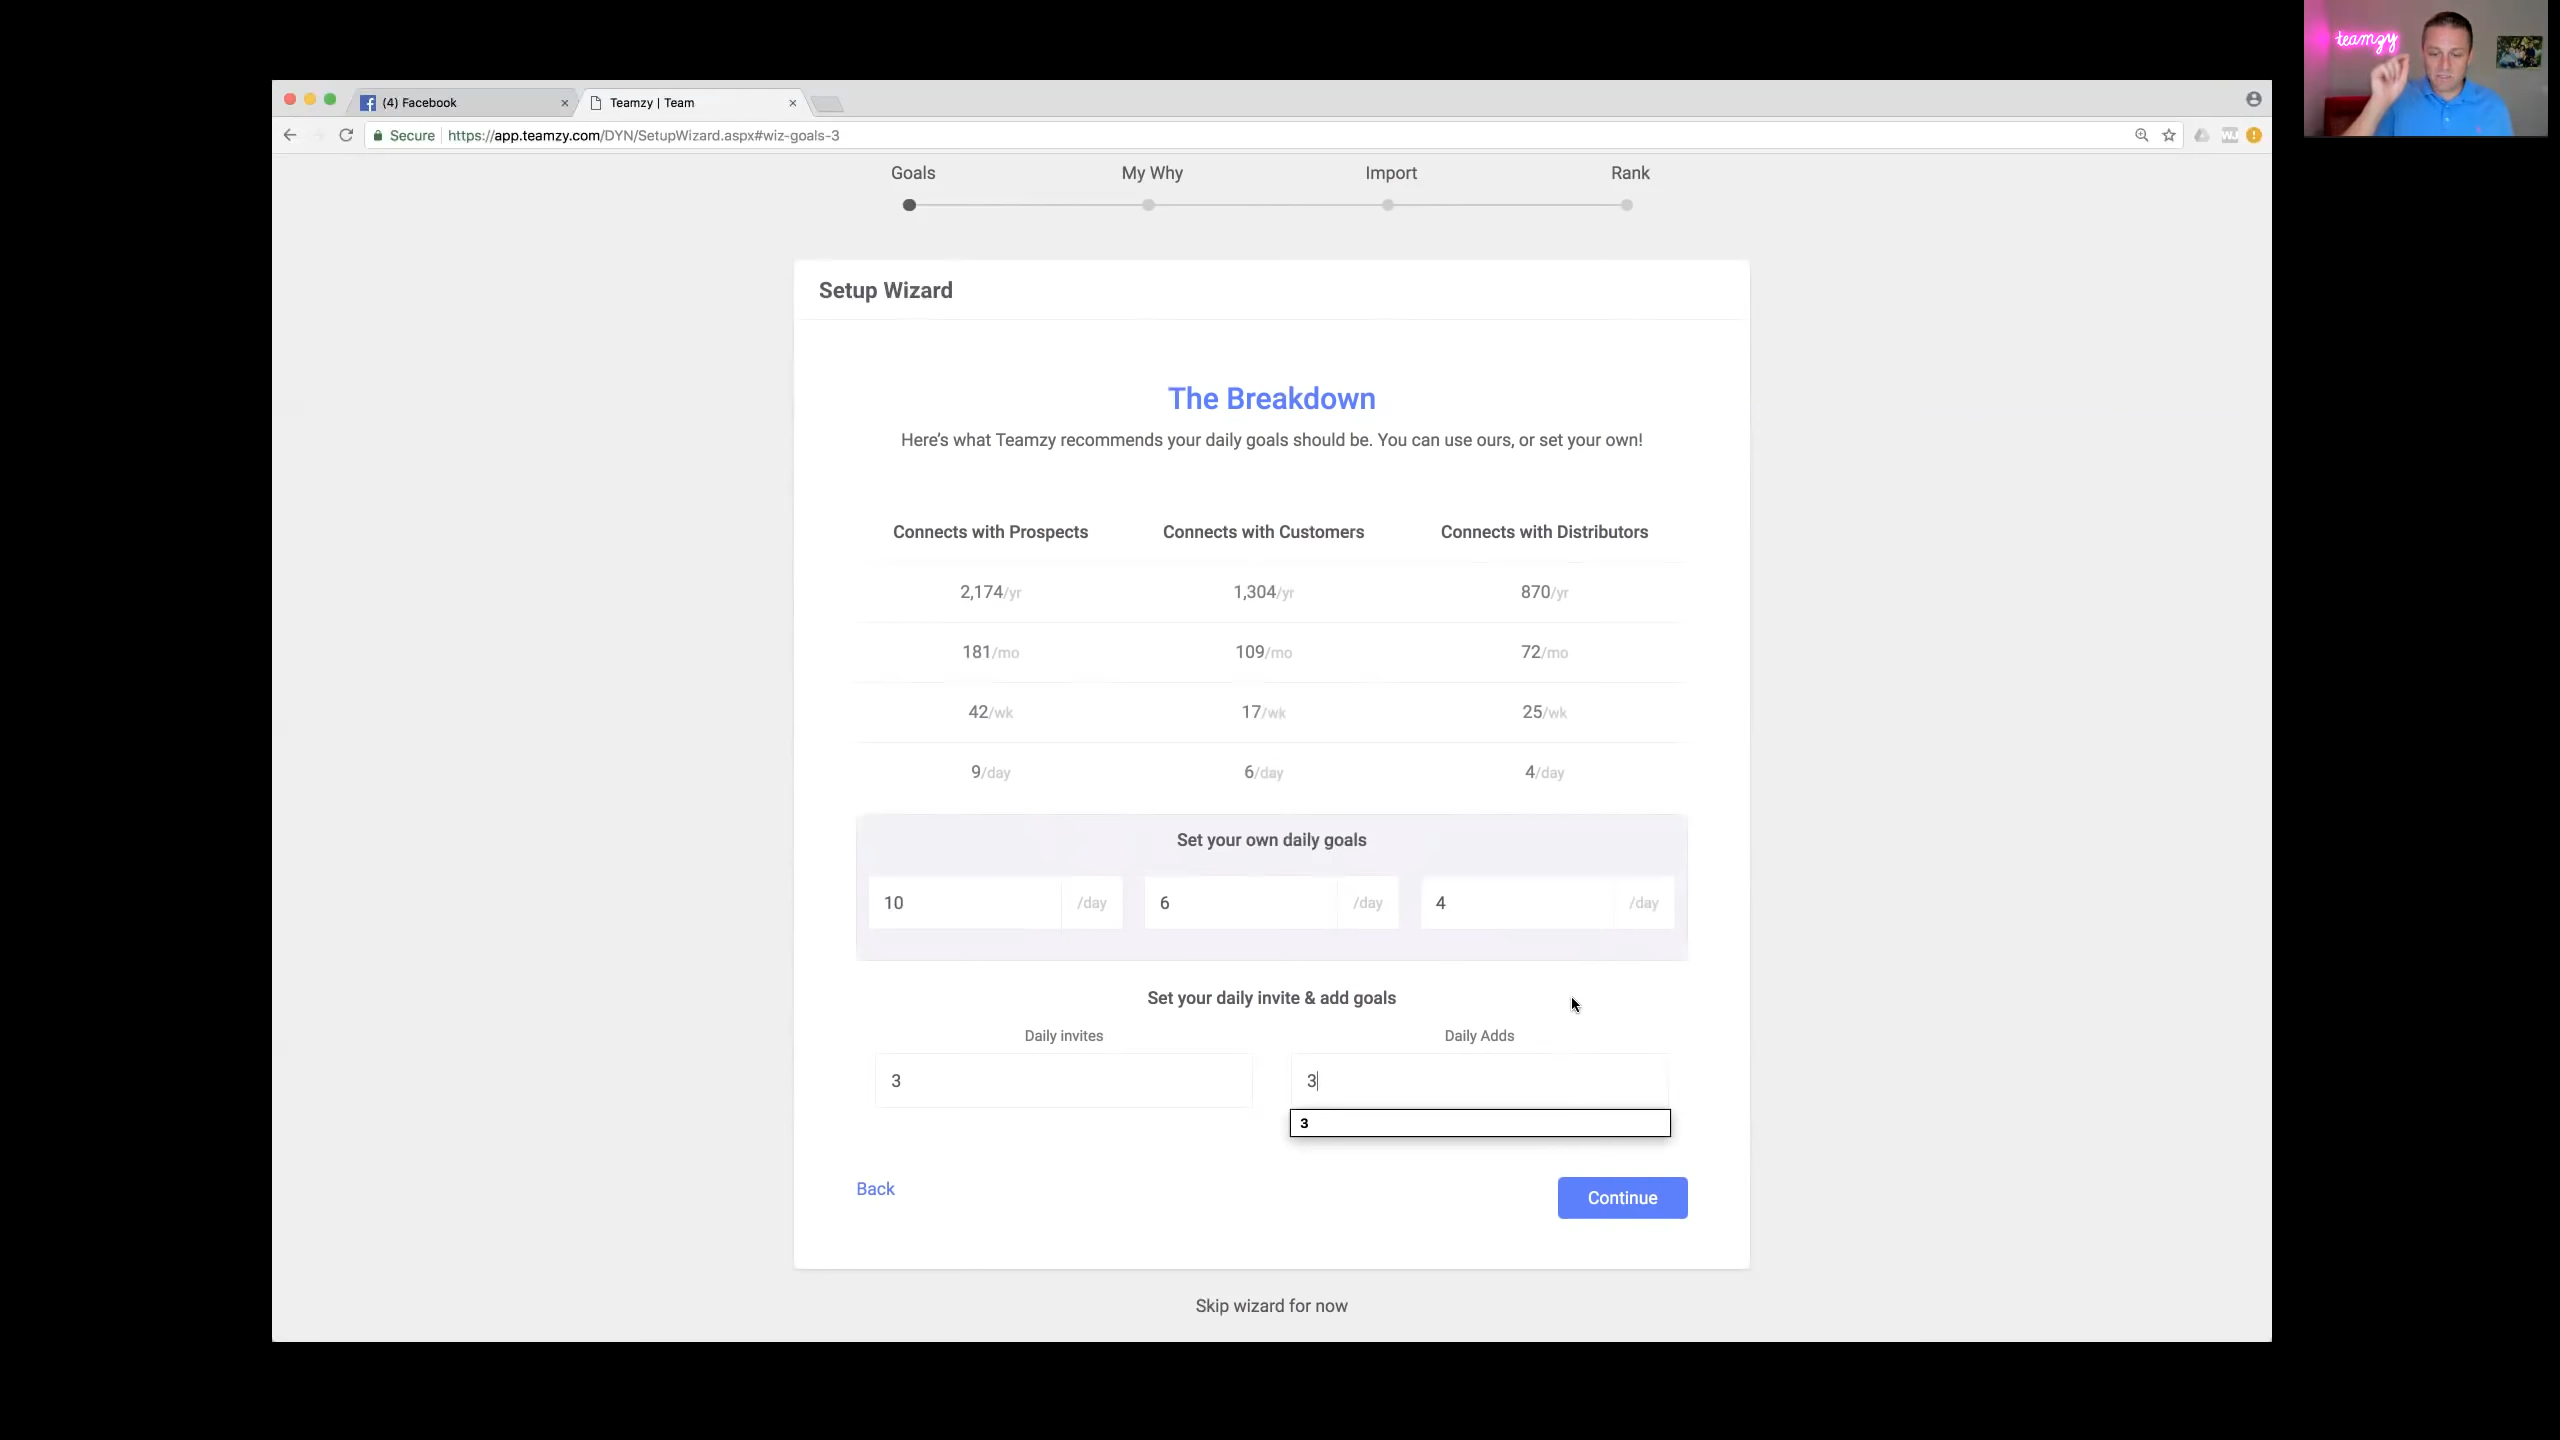 teamzy
(4) Facebook
Teamzy | Team
Secure https://app.teamzy.com/DYN/SetupWizard.aspx#wiz-goals-3
Goals My Why Import Rank
Setup Wizard
The Breakdown
Here's what Teamzy recommends your daily goals should be. You can use ours, or set your own!
Connects with Prospects Connects with Customers Connects with Distributors
2,174/yr 1,304/yr 870/yr
181/mo 109/mo 72/mo
42/wk 17/wk 25/wk
9/day 6/day 4/day
Set your own daily goals
10 /day 6 /day 4 /day
Set your daily invite & add goals
Daily invites Daily Adds
3 3
3
Back Continue
Skip wizard for now